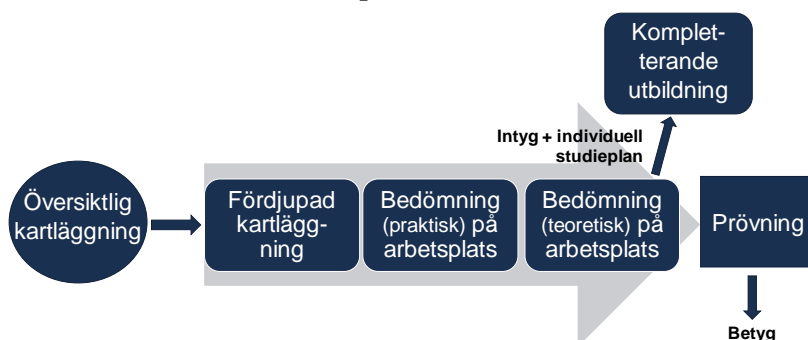 Komplet-
terande
utbildning
Intyg + individuell
studieplan
Översiktlig
kartläggning
Fördjupad
kartlägg-
ning
Bedömning
(praktisk) på
arbetsplats
Bedömning
(teoretisk) på
arbetsplats
Prövning
Betyg